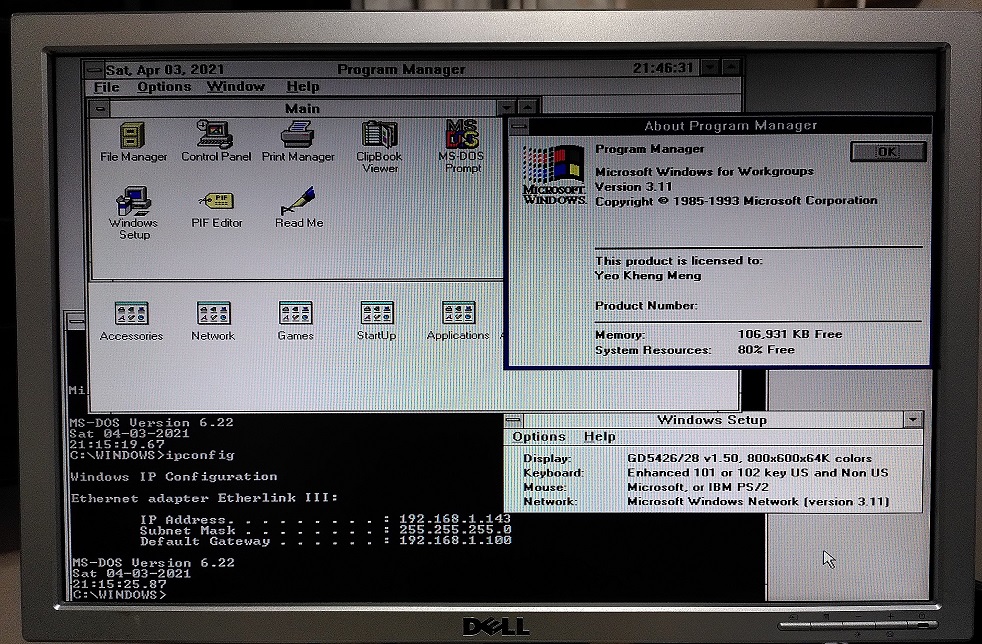 Sat, Apr 03, 2021 Program Manager 21:46:31
File Options Window Help
Main
File Manager Control Panel Print Manager ClipBook Viewer MS-DOS Prompt
MS DOS
Windows Setup PIF Editor Read Me
PIF
Accessories Network Games StartUp Applications
About Program Manager
MICROSOFT WINDOWS.
Program Manager
OK
Microsoft Windows for Workgroups
Version 3.11
Copyright © 1985-1993 Microsoft Corporation
This product is licensed to:
Yeo Kheng Meng
Product Number:
Memory: 106,931 KB Free
System Resources: 80% Free
Mi
MS-DOS Version 6.22
Sat 04-03-2021
21:15:19.67
C:\WINDOWS>ipconfig
Windows IP Configuration
Ethernet adapter Etherlink III:
IP Address. . . . . . . . . : 192.168.1.143
Subnet Mask . . . . . . . . : 255.255.255.0
Default Gateway . . . . . . : 192.168.1.100
MS-DOS Version 6.22
Sat 04-03-2021
21:15:25.87
C:\WINDOWS>
Windows Setup
Options Help
Display: GD5426/28 v1.50, 800x600x64K colors
Keyboard: Enhanced 101 or 102 key US and Non US
Mouse: Microsoft, or IBM PS/2
Network: Microsoft Windows Network (version 3.11)
DELL